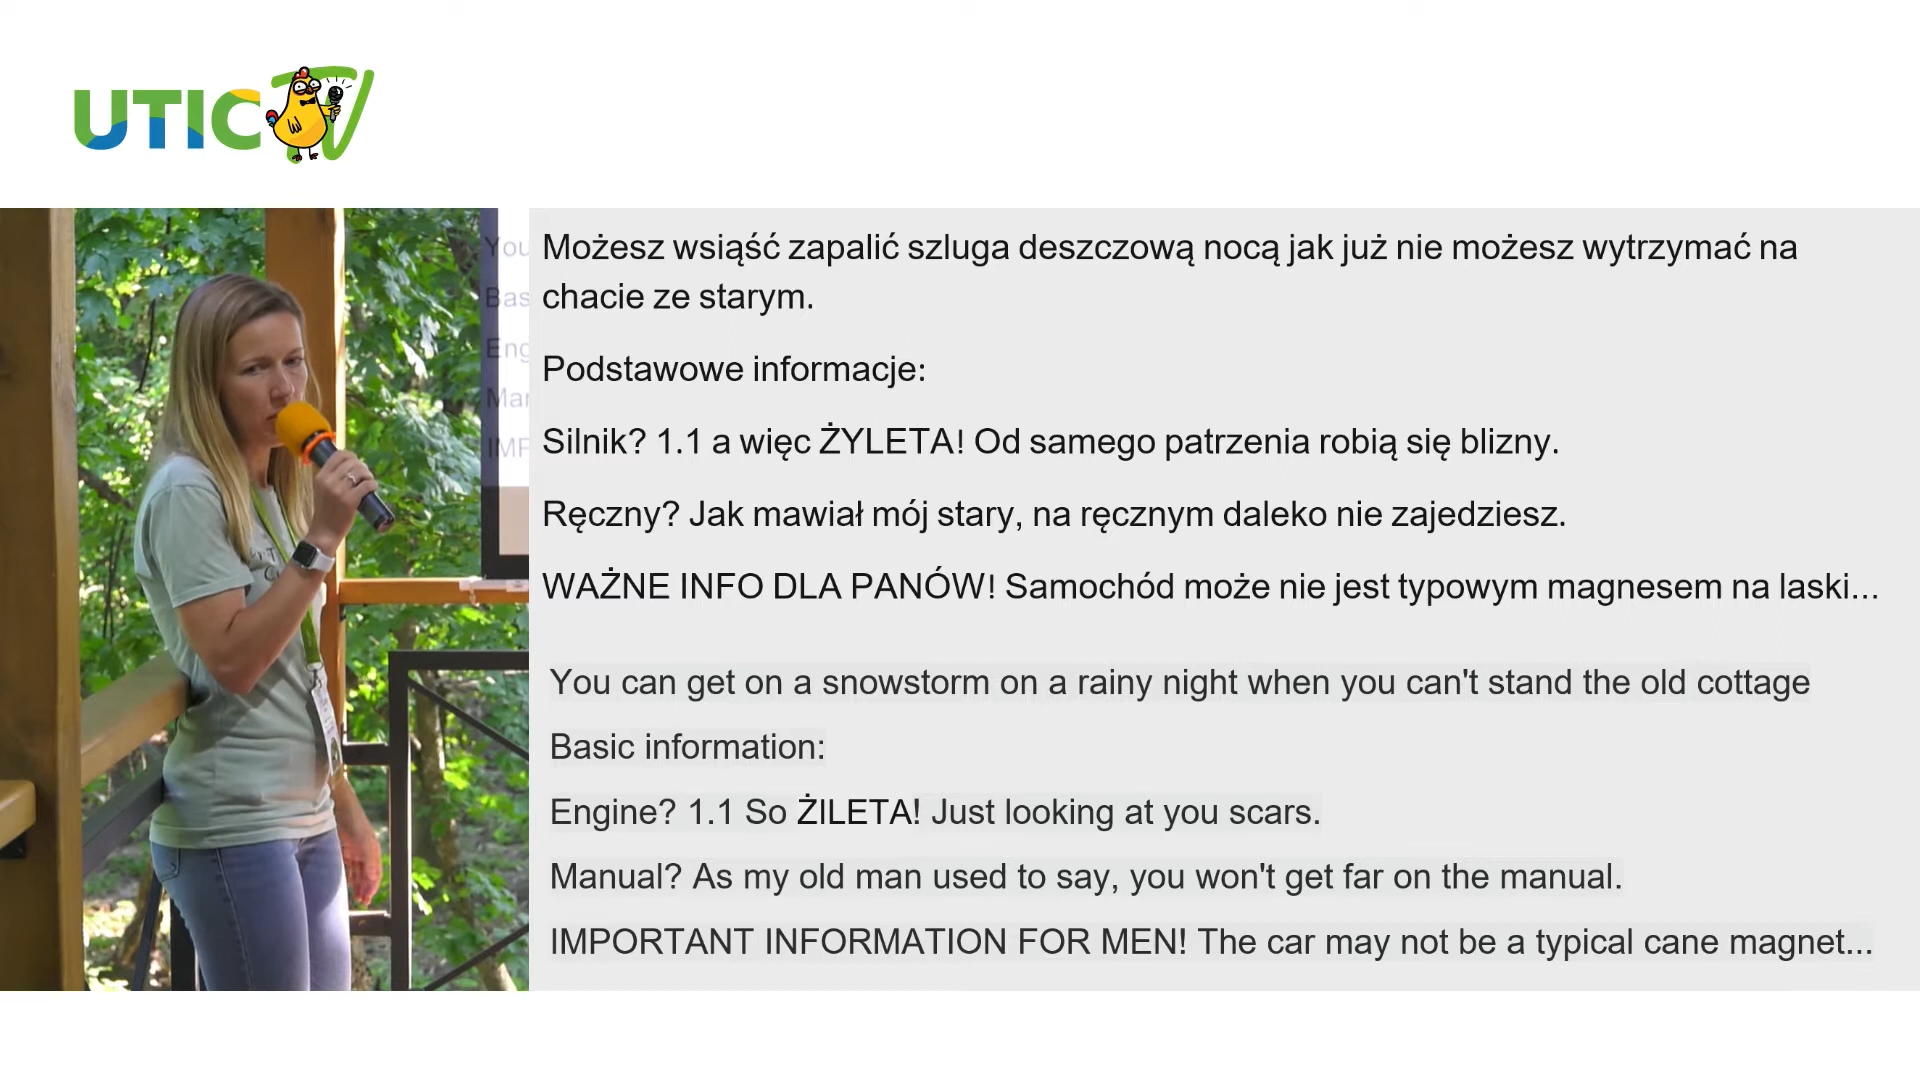 UTIC TV
Możesz wsiąść zapalić szluga deszczową nocą jak już nie możesz wytrzymać na
chacie ze starym.
Podstawowe informacje:
Silnik? 1.1 a więc ŻYLETA! Od samego patrzenia robią się blizny.
Ręczny? Jak mawiał mój stary, na ręcznym daleko nie zajedziesz.
WAŻNE INFO DLA PANÓW! Samochód może nie jest typowym magnesem na laski...
You can get on a snowstorm on a rainy night when you can't stand the old cottage
Basic information:
Engine? 1.1 So ŻILETA! Just looking at you scars.
Manual? As my old man used to say, you won't get far on the manual.
IMPORTANT INFORMATION FOR MEN! The car may not be a typical cane magnet...
You
Bas
Eng
Man
IMP